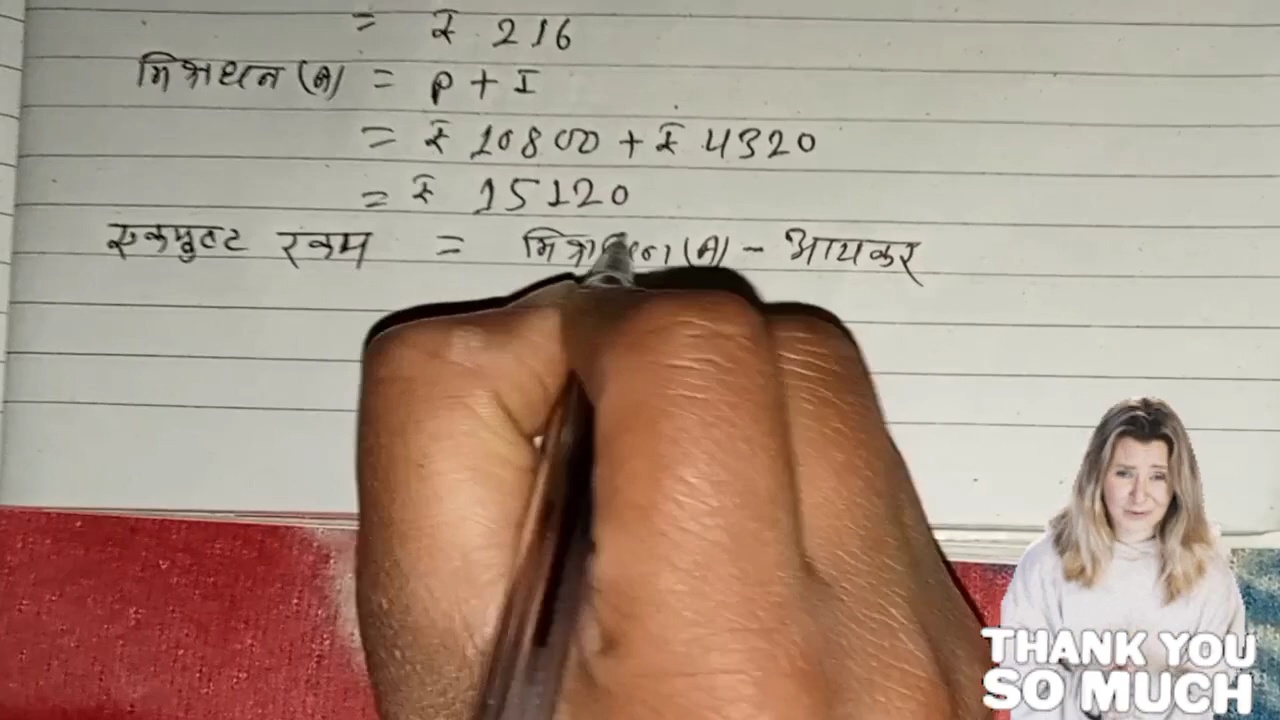 = रु 216
मिश्रधन (A) = P + I
= रु 10800 + रु 4320
= रु 15120
एकमुष्ट रकम = मिश्रधन (A) - आयकर
THANK YOU
SO MUCH